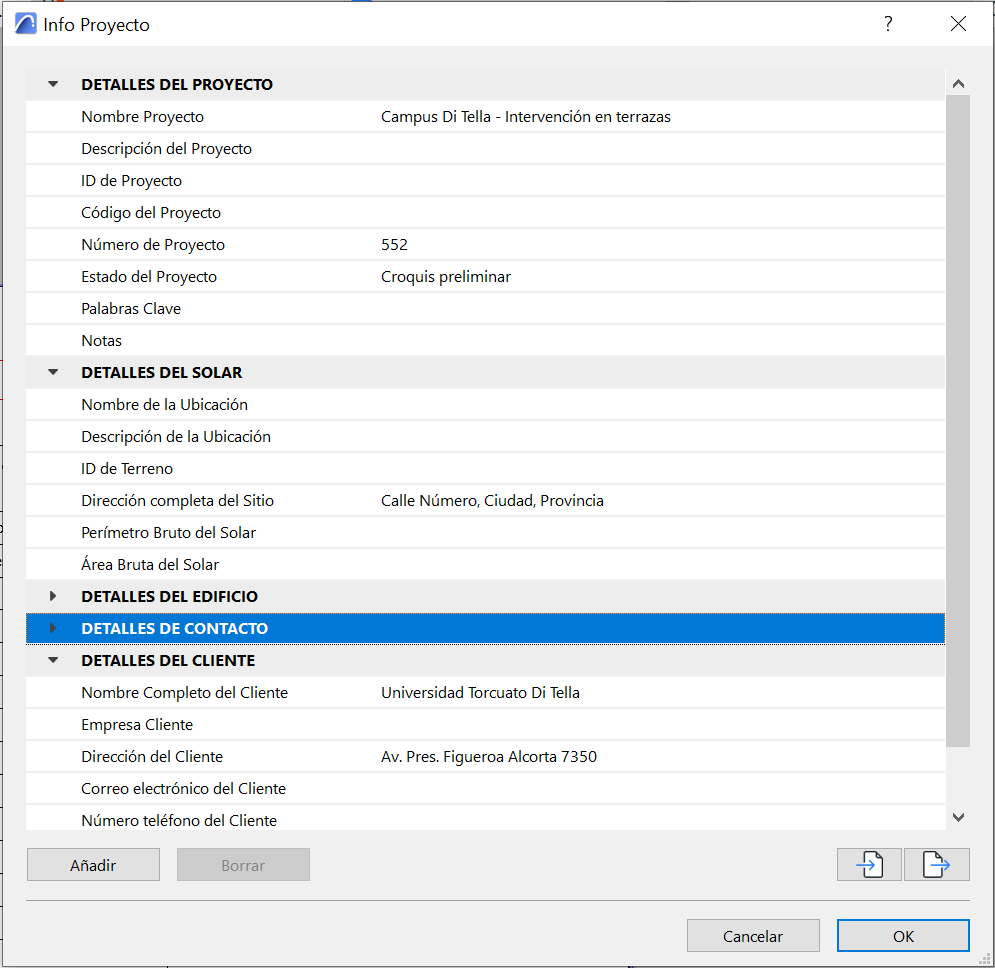 Info Proyecto ?
DETALLES DEL PROYECTO
Nombre Proyecto Campus Di Tella - Intervención en terrazas
Descripción del Proyecto
ID de Proyecto
Código del Proyecto
Número de Proyecto 552
Estado del Proyecto Croquis preliminar
Palabras Clave
Notas
DETALLES DEL SOLAR
Nombre de la Ubicación
Descripción de la Ubicación
ID de Terreno
Dirección completa del Sitio Calle Número, Ciudad, Provincia
Perímetro Bruto del Solar
Área Bruta del Solar
DETALLES DEL EDIFICIO
DETALLES DE CONTACTO
DETALLES DEL CLIENTE
Nombre Completo del Cliente Universidad Torcuato Di Tella
Empresa Cliente
Dirección del Cliente Av. Pres. Figueroa Alcorta 7350
Correo electrónico del Cliente
Número teléfono del Cliente
Añadir Borrar
Cancelar OK